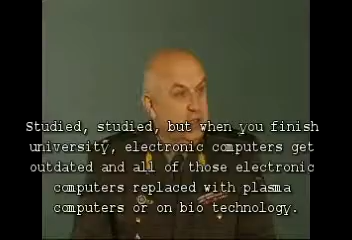 Studied, studied, but when you finish
university, electronic computers get
outdated and all of those electronic
computers replaced with plasma
computers or on bio technology.